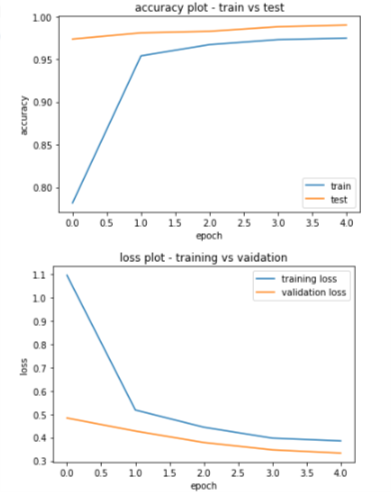 accuracy plot - train vs test
1.00
0.95
0.90
0.85
0.80
accuracy
train
test
0.0 0.5 1.0 1.5 2.0 2.5 3.0 3.5 4.0
epoch
loss plot - training vs vaidation
1.1
1.0
0.9
0.8
0.7
0.6
0.5
0.4
0.3
loss
training loss
validation loss
0.0 0.5 1.0 1.5 2.0 2.5 3.0 3.5 4.0
epoch